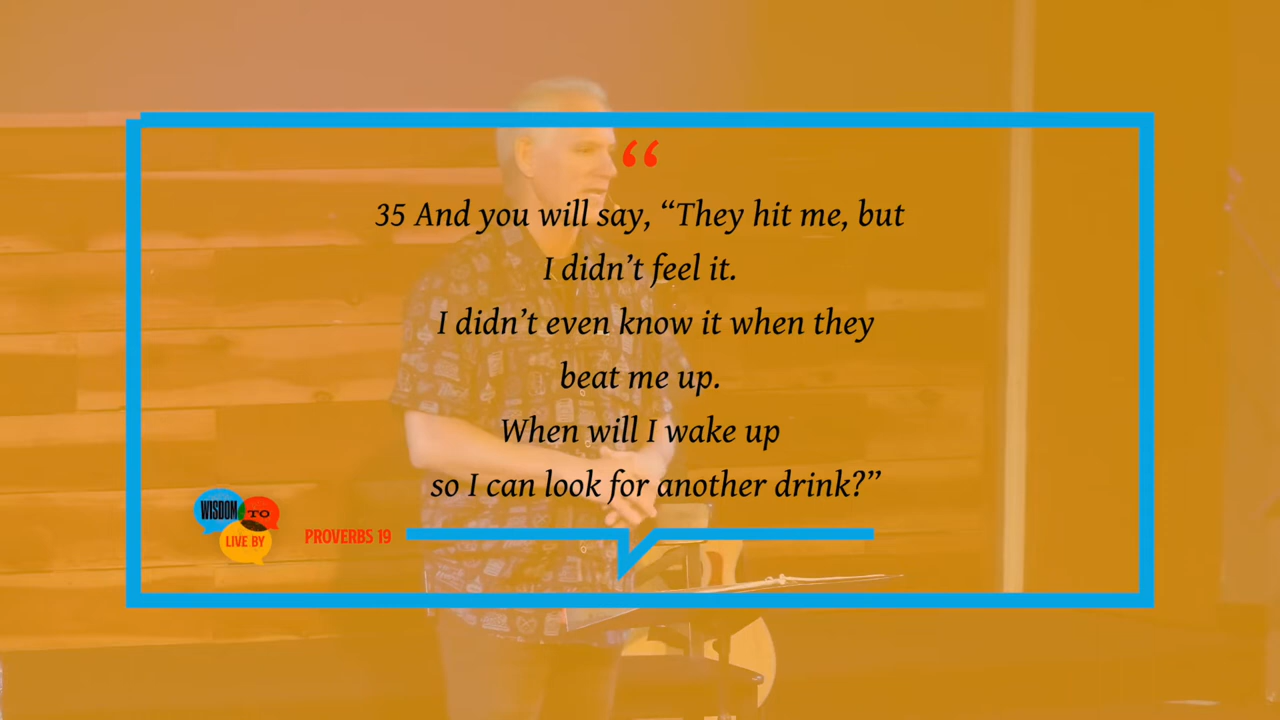 “
35 And you will say, “They hit me, but
I didn’t feel it.
I didn’t even know it when they
beat me up.
When will I wake up
so I can look for another drink?”
WISDOM TO
LIVE BY
PROVERBS 19